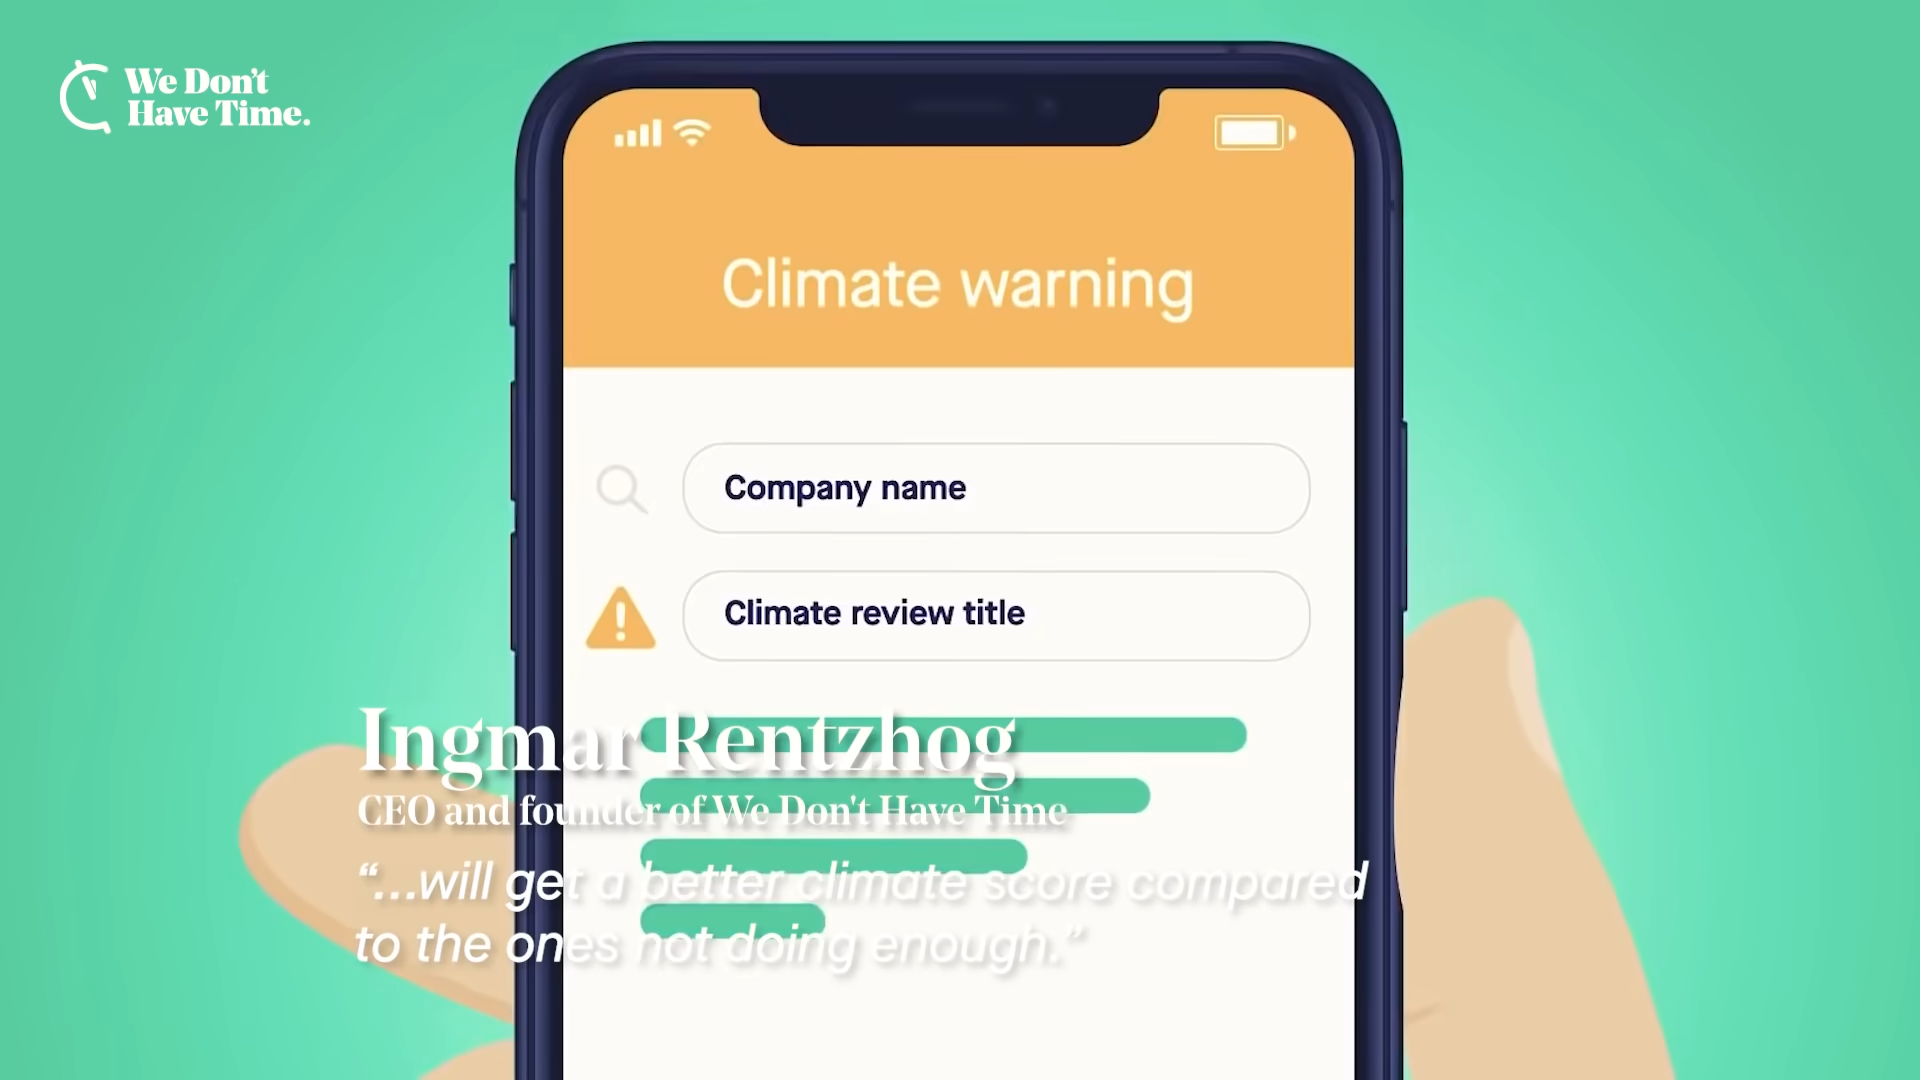 We Don't
Have Time.
Climate warning
Company name
Climate review title
Ingmar Rentzhog
CEO and founder of We Don't Have Time
“...will get a better climate score compared
to the ones not doing enough.”